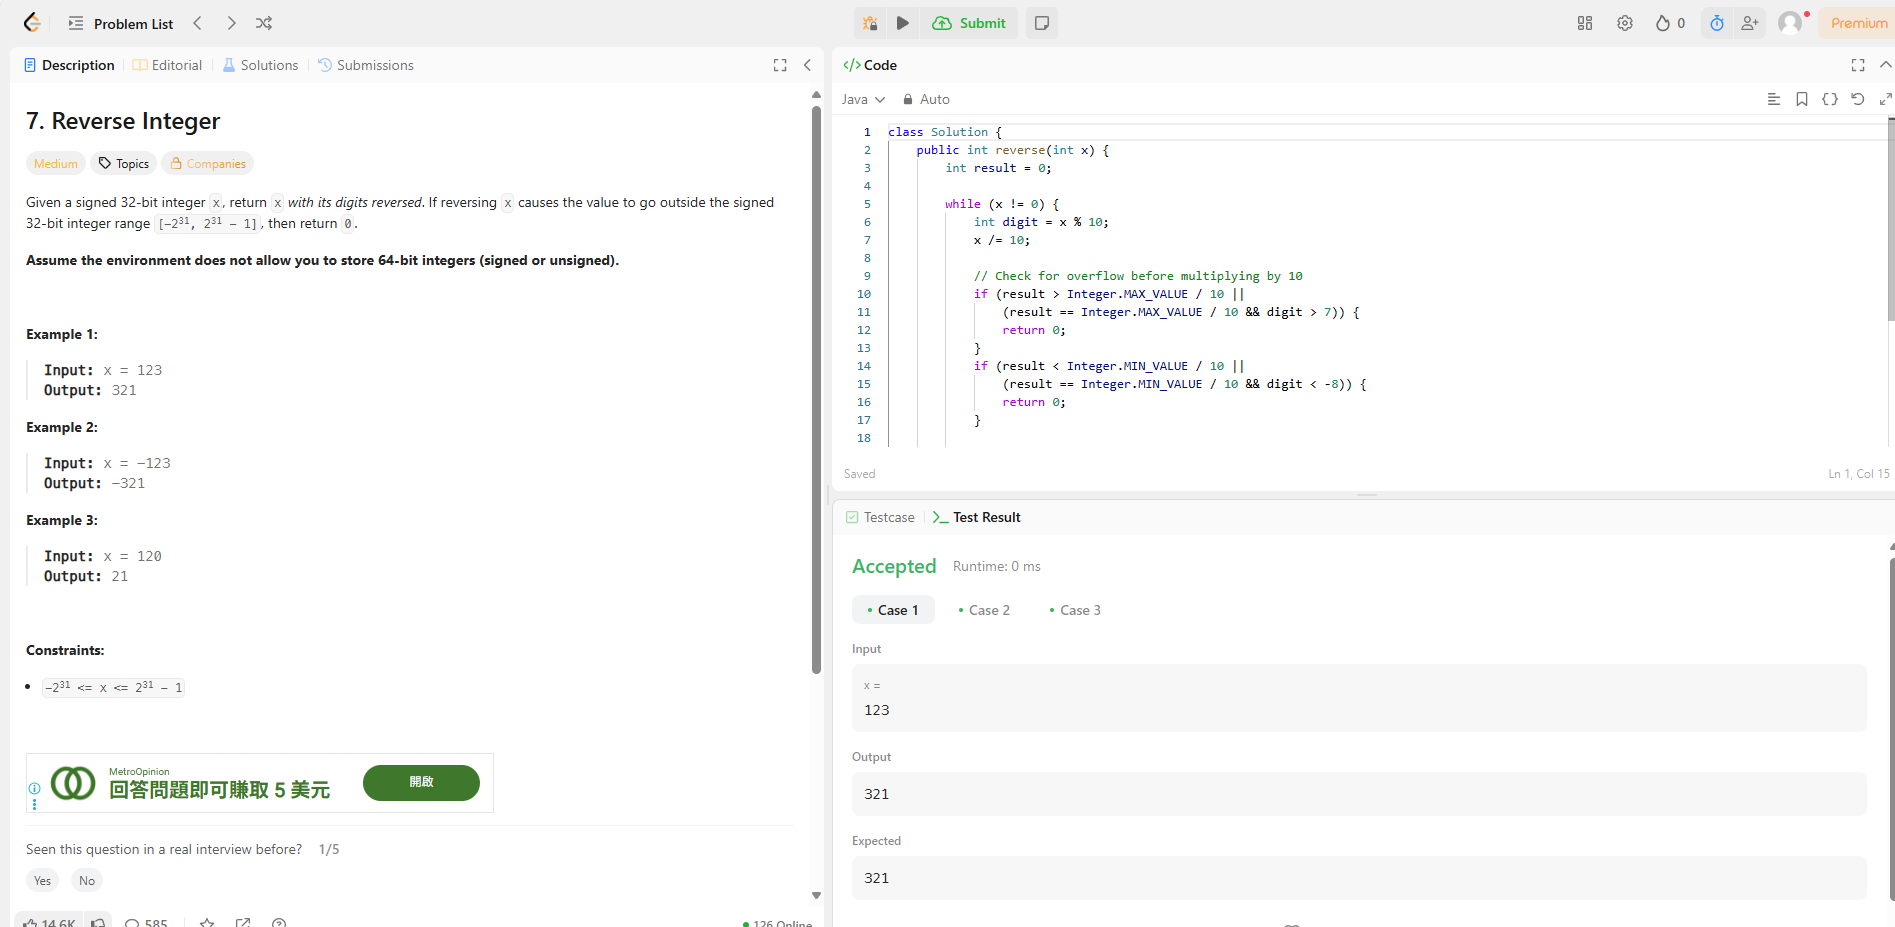 Problem List
Submit
0
Premium
Description
Editorial
Solutions
Submissions
7. Reverse Integer
Medium
Topics
Companies
Given a signed 32-bit integer x, return x with its digits reversed. If reversing x causes the value to go outside the signed
32-bit integer range [-2³¹, 2³¹ - 1], then return 0.
Assume the environment does not allow you to store 64-bit integers (signed or unsigned).
Example 1:
Input: x = 123
Output: 321
Example 2:
Input: x = -123
Output: -321
Example 3:
Input: x = 120
Output: 21
Constraints:
-2³¹ <= x <= 2³¹ - 1
MetroOpinion
回答問題即可賺取 5 美元
開啟
Seen this question in a real interview before? 1/5
Yes
No
14.6K
585
126 Online
</> Code
Java
Auto
1 class Solution {
2 public int reverse(int x) {
3 int result = 0;
4
5 while (x != 0) {
6 int digit = x % 10;
7 x /= 10;
8
9 // Check for overflow before multiplying by 10
10 if (result > Integer.MAX_VALUE / 10 ||
11 (result == Integer.MAX_VALUE / 10 && digit > 7)) {
12 return 0;
13 }
14 if (result < Integer.MIN_VALUE / 10 ||
15 (result == Integer.MIN_VALUE / 10 && digit < -8)) {
16 return 0;
17 }
18
Saved
Ln 1, Col 15
Testcase
Test Result
Accepted
Runtime: 0 ms
Case 1
Case 2
Case 3
Input
x =
123
Output
321
Expected
321